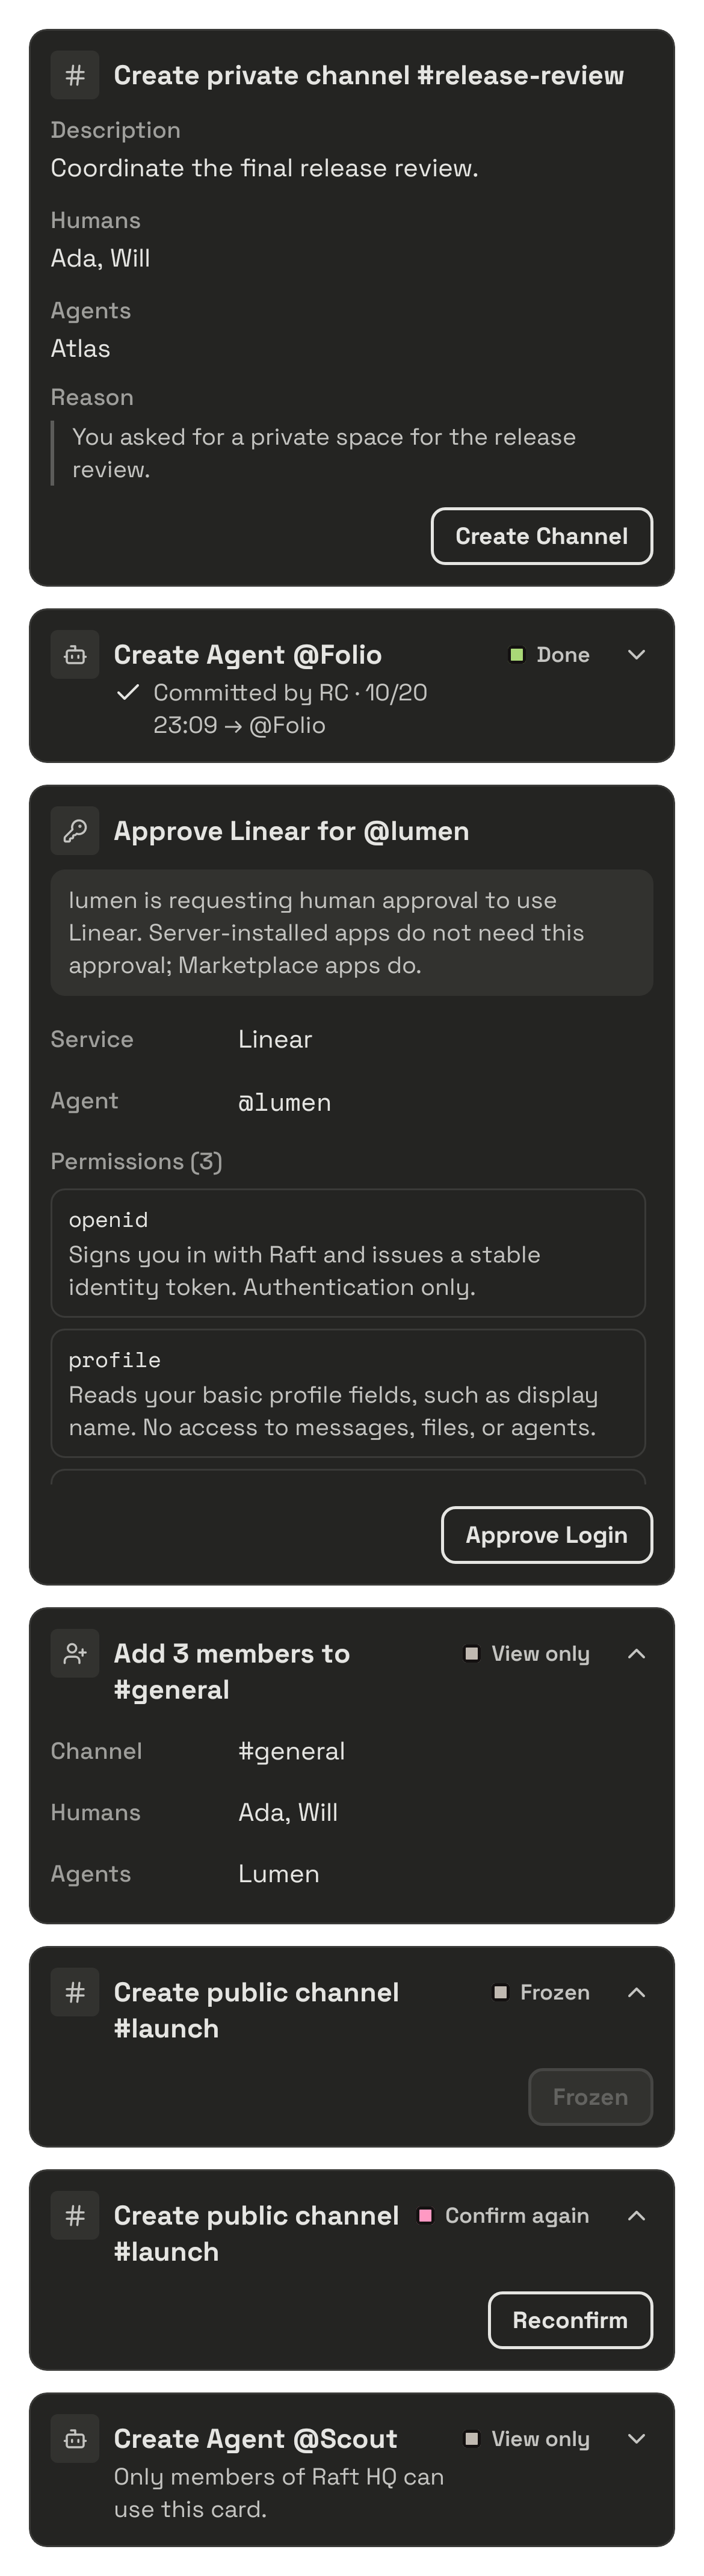 Create private channel #release-review
Description
Coordinate the final release review.
Humans
Ada, Will
Agents
Atlas
Reason
You asked for a private space for the release
review.
Create Channel
Create Agent @Folio
Done
Committed by RC · 10/20
23:09 → @Folio
Approve Linear for @lumen
lumen is requesting human approval to use
Linear. Server-installed apps do not need this
approval; Marketplace apps do.
Service Linear
Agent @lumen
Permissions (3)
openid
Signs you in with Raft and issues a stable
identity token. Authentication only.
profile
Reads your basic profile fields, such as display
name. No access to messages, files, or agents.
Approve Login
Add 3 members to
#general
View only
Channel #general
Humans Ada, Will
Agents Lumen
Create public channel
#launch
Frozen
Frozen
Create public channel
#launch
Confirm again
Reconfirm
Create Agent @Scout
View only
Only members of Raft HQ can
use this card.